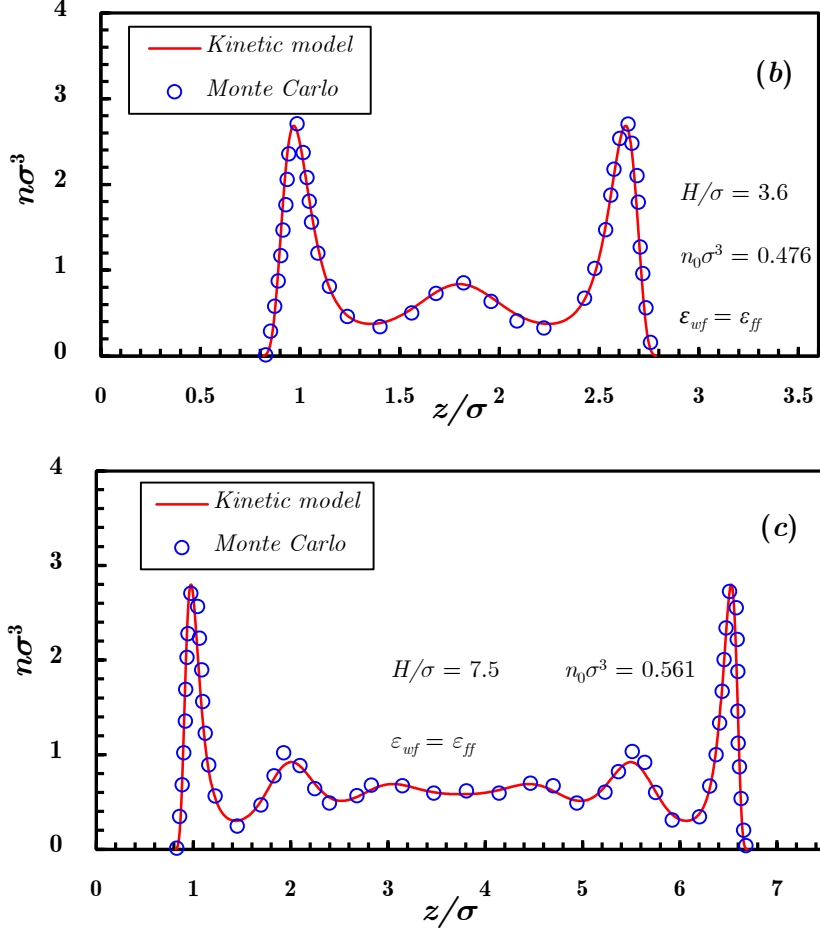 4
3
2
1
0
nσ³
Kinetic model
Monte Carlo
(b)
H/σ = 3.6
n₀σ³ = 0.476
ε_wf = ε_ff
0 0.5 1 1.5 2 2.5 3 3.5
z/σ
4
3
2
1
0
nσ³
Kinetic model
Monte Carlo
(c)
H/σ = 7.5 n₀σ³ = 0.561
ε_wf = ε_ff
0 1 2 3 4 5 6 7
z/σ